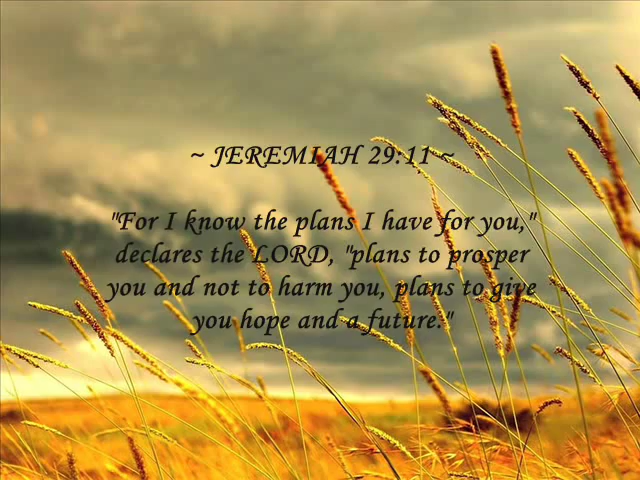 ~ JEREMIAH 29:11 ~
"For I know the plans I have for you,"
declares the LORD, "plans to prosper
you and not to harm you, plans to give
you hope and a future."